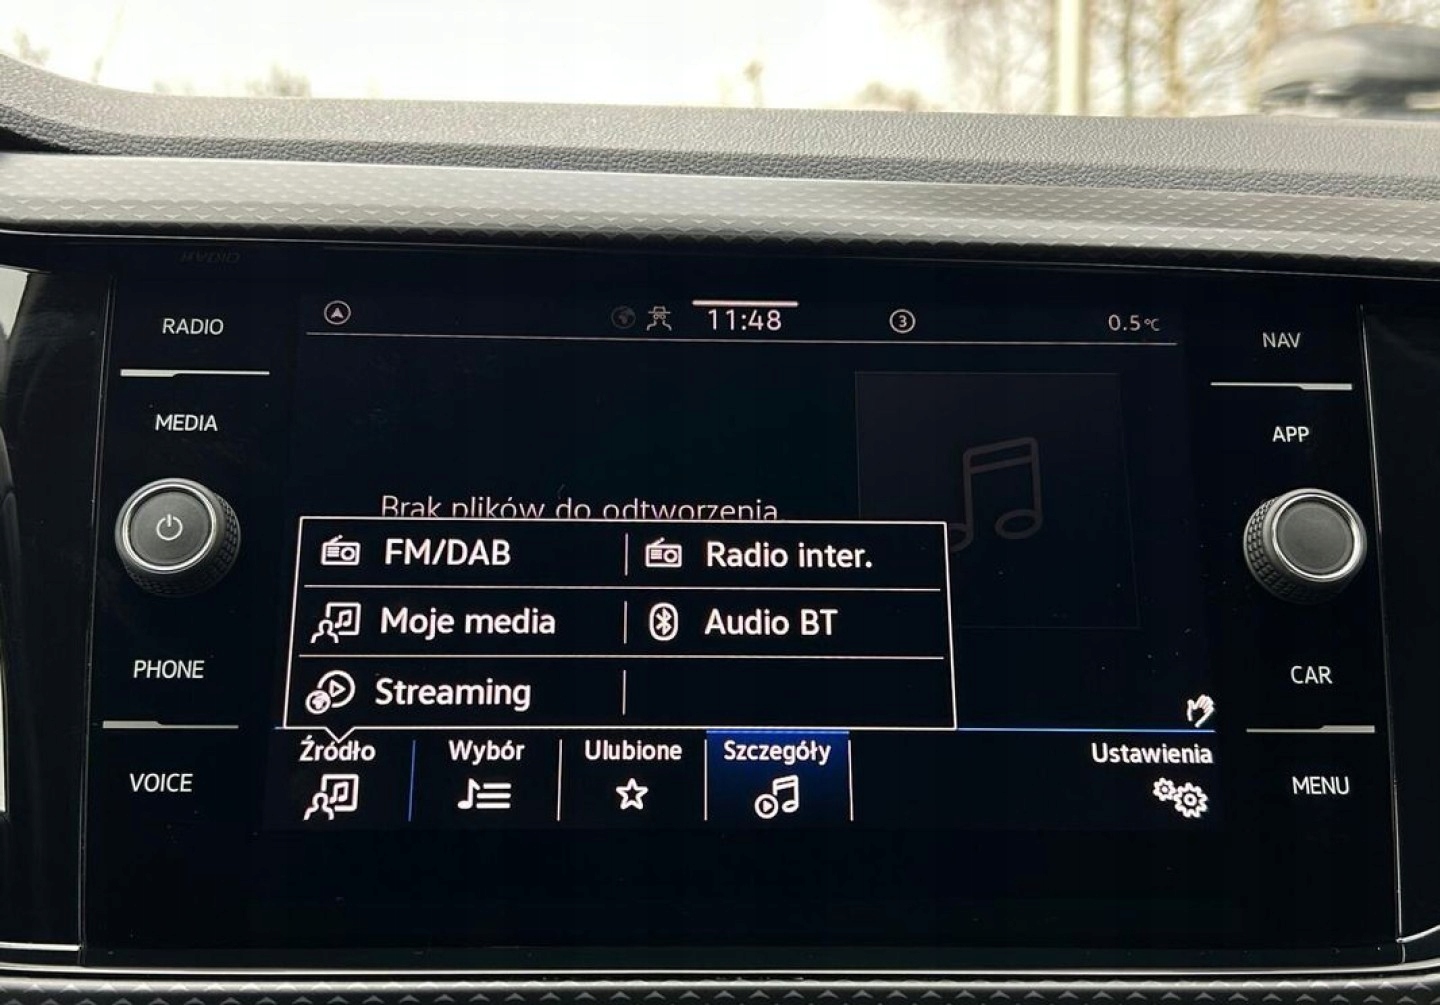 RADIO
MEDIA
PHONE
VOICE
11:48
3
0.5°C
NAV
APP
CAR
MENU
Brak plików do odtworzenia.
FM/DAB
Radio inter.
Moje media
Audio BT
Streaming
Źródło
Wybór
Ulubione
Szczegóły
Ustawienia